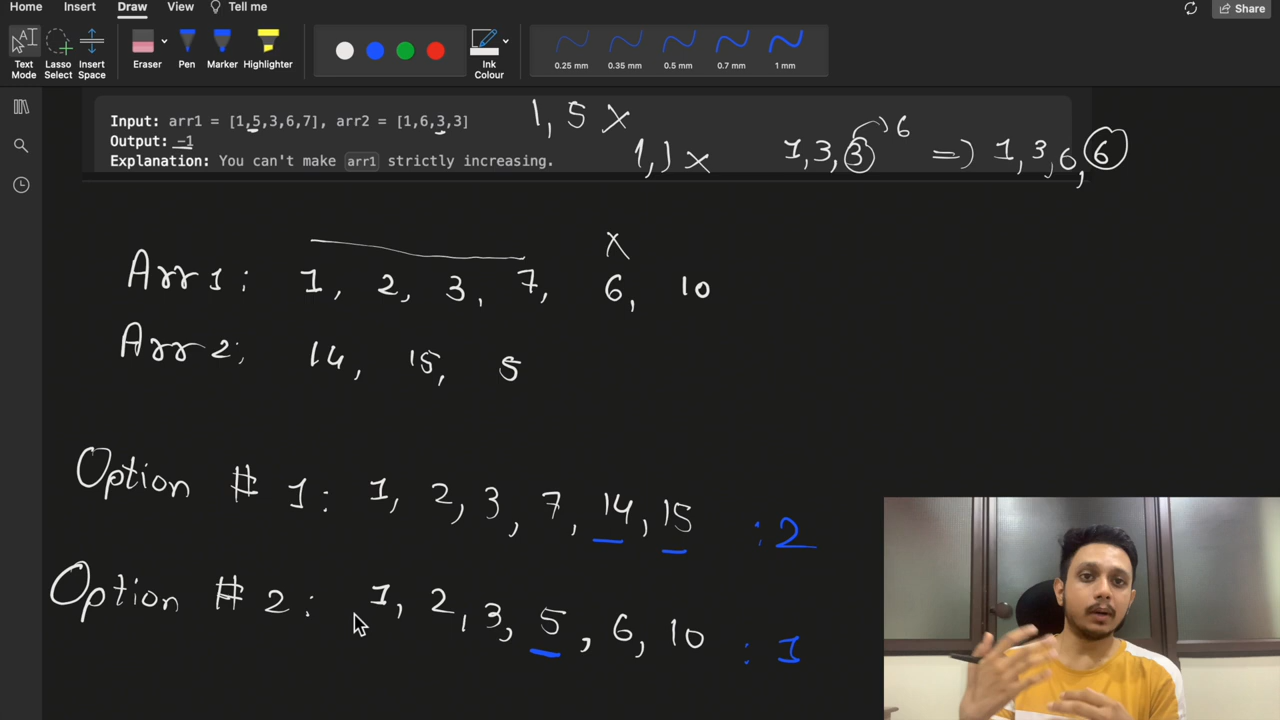 Home Insert Draw View Tell me
Share
Text Mode Lasso Select Insert Space Eraser Pen Marker Highlighter Ink Colour 0.25 mm 0.35 mm 0.5 mm 0.7 mm 1 mm
Input: arr1 = [1,5,3,6,7], arr2 = [1,6,3,3]
Output: -1
Explanation: You can't make arr1 strictly increasing.
1, 5 X
1, 1 X
1, 3, 3 → 6 => 1, 3, 6, 6
X
Arr 1: 1, 2, 3, 7, 6, 10
Arr 2: 14, 15, 5
Option # 1: 1, 2, 3, 7, 14, 15 : 2
Option # 2: 1, 2, 3, 5, 6, 10 : 1